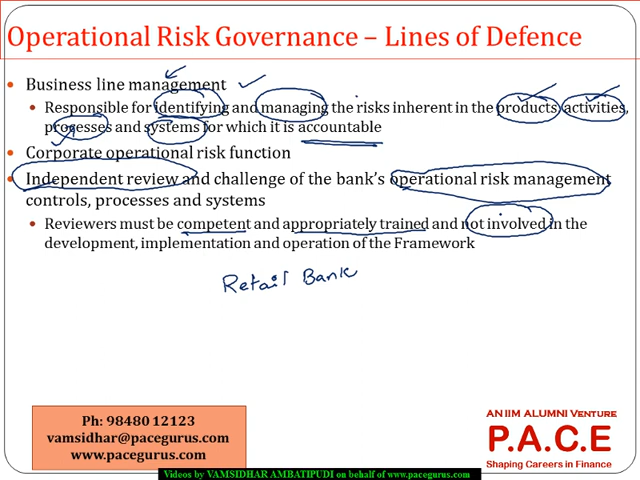 Operational Risk Governance – Lines of Defence
• Business line management
• Responsible for identifying and managing the risks inherent in the products, activities,
processes and systems for which it is accountable
• Corporate operational risk function
• Independent review and challenge of the bank's operational risk management
controls, processes and systems
• Reviewers must be competent and appropriately trained and not involved in the
development, implementation and operation of the Framework
Retail Bank
Ph: 98480 12123
vamsidhar@pacegurus.com
www.pacegurus.com
AN IIM ALUMNI VENTURE
P.A.C.E
Shaping Careers in Finance
Videos by VAMSIDHAR AMBATIPUDI on behalf of www.pacegurus.com